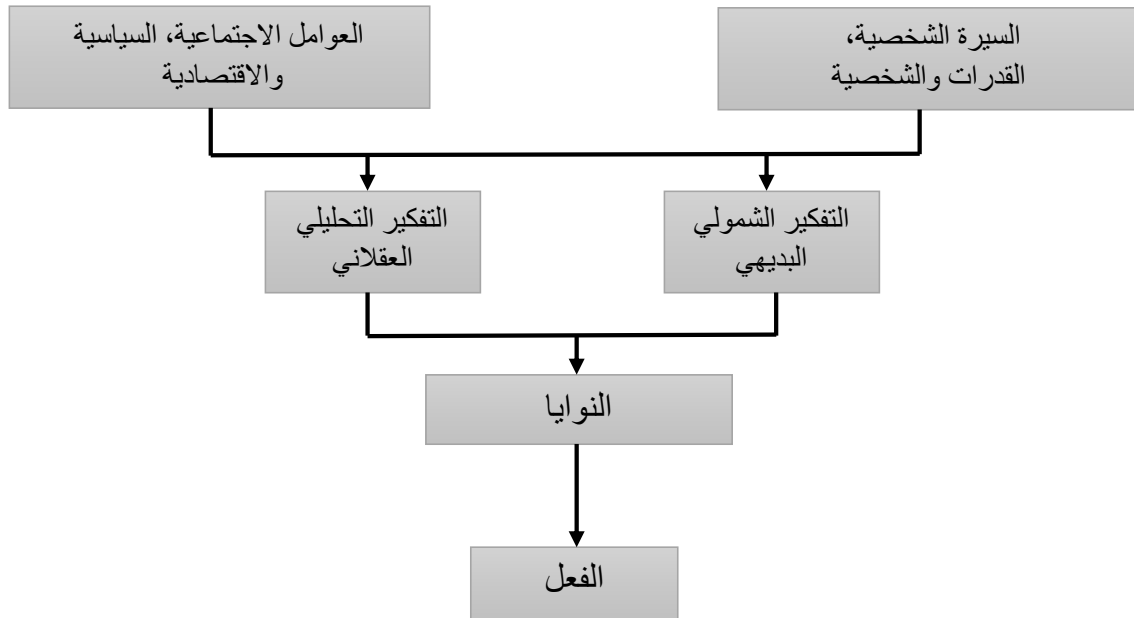 السيرة الشخصية،
القدرات والشخصية
العوامل الاجتماعية، السياسية
والاقتصادية
التفكير الشمولي
البديهي
التفكير التحليلي
العقلاني
النوايا
الفعل